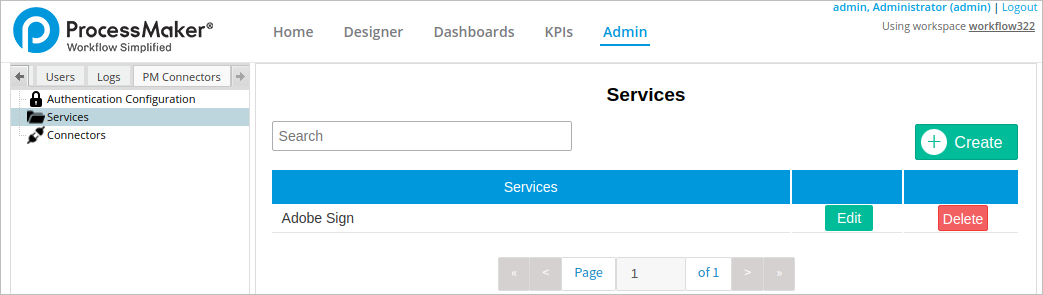 admin, Administrator (admin) | Logout
Using workspace workflow322
ProcessMaker®
Workflow Simplified
Home Designer Dashboards KPIs Admin
Users Logs PM Connectors
Authentication Configuration
Services
Connectors
Services
Search
Create
Services
Adobe Sign Edit Delete
« < Page 1 of 1 > »